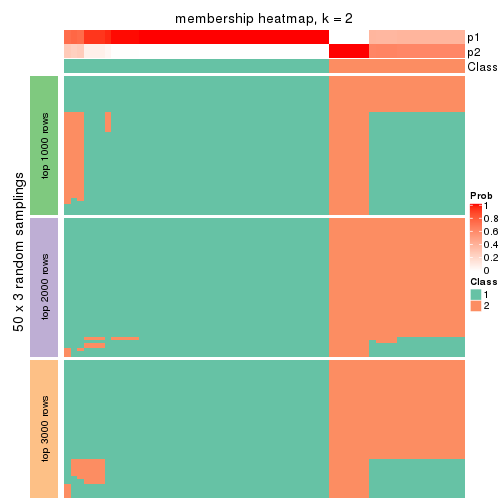 membership heatmap, k = 2
p1
p2
Class
50 x 3 random samplings
top 1000 rows
top 2000 rows
top 3000 rows
Prob
1
0.8
0.6
0.4
0.2
0
Class
1
2